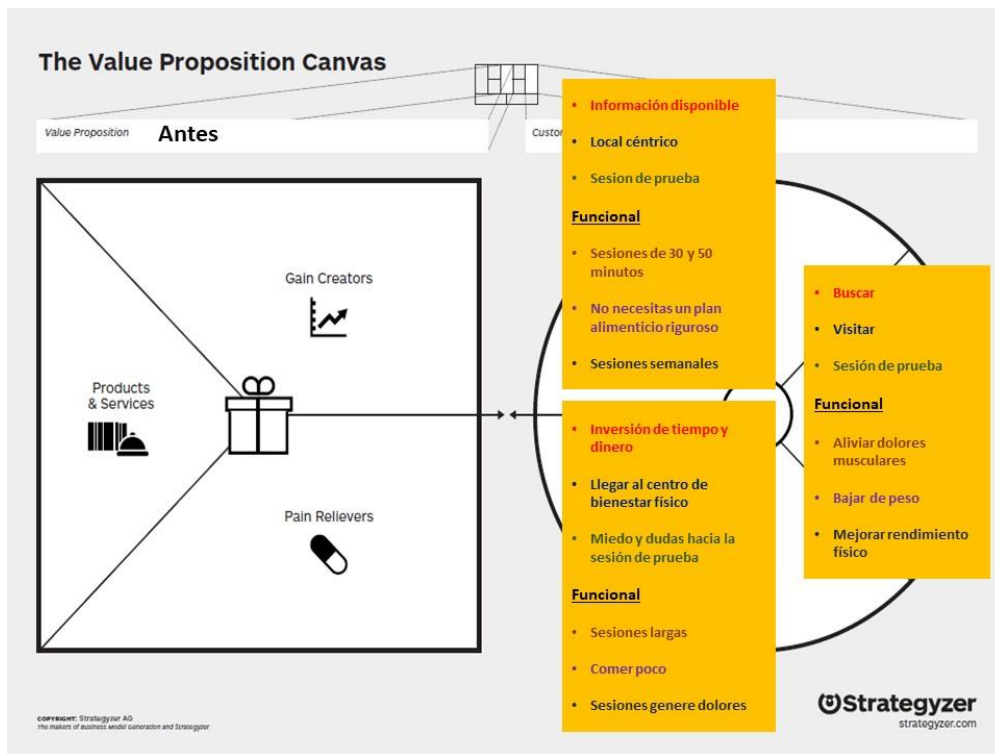 The Value Proposition Canvas
Value Proposition
Antes
Custo
• Información disponible
• Local céntrico
• Sesion de prueba
Funcional
• Sesiones de 30 y 50
minutos
• No necesitas un plan
alimenticio riguroso
• Sesiones semanales
Gain Creators
Products
& Services
Pain Relievers
• Inversión de tiempo y
dinero
• Llegar al centro de
bienestar físico
• Miedo y dudas hacia la
sesión de prueba
Funcional
• Sesiones largas
• Comer poco
• Sesiones genere dolores
• Buscar
• Visitar
• Sesión de prueba
Funcional
• Aliviar dolores
musculares
• Bajar de peso
• Mejorar rendimiento
físico
COPYRIGHT: Strategyzer AG
The makers of Business Model Generation and Strategyzer
Strategyzer
strategyzer.com